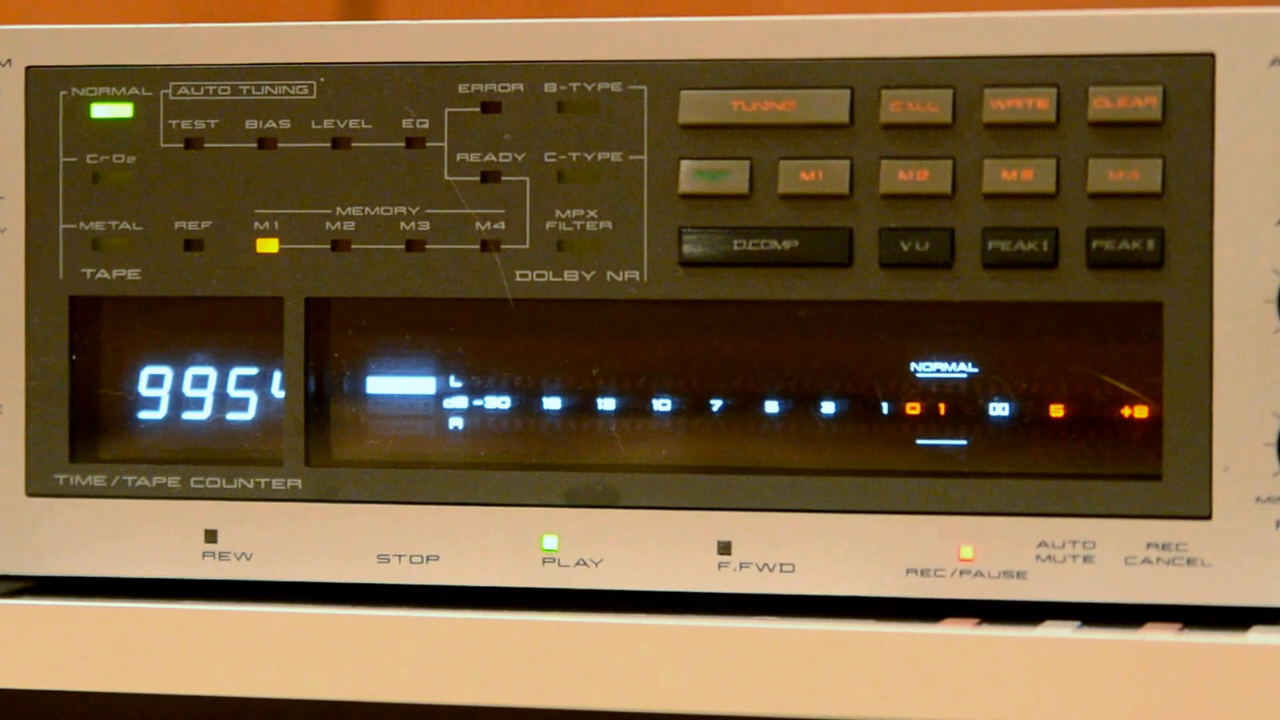 NORMAL
AUTO TUNING
ERROR
B-TYPE
TEST
BIAS
LEVEL
EQ
CrO2
READY
C-TYPE
MEMORY
METAL
REF
M1
M2
M3
M4
MPX
FILTER
TAPE
DOLBY NR
TUNING
CALL
WRITE
CLEAR
M1
M2
M3
M4
D.COMP
VU
PEAK I
PEAK II
995
NORMAL
L
dB -30
10
7
3
1
0
1
5
+8
R
TIME/TAPE COUNTER
REW
STOP
PLAY
F.FWD
REC/PAUSE
AUTO
MUTE
REC
CANCEL